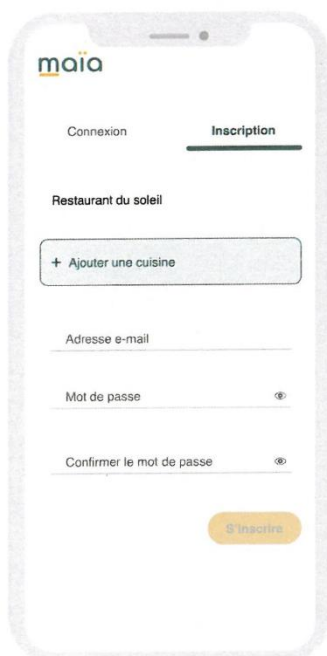 maïa
Connexion Inscription
Restaurant du soleil
+ Ajouter une cuisine
Adresse e-mail
Mot de passe
Confirmer le mot de passe
S'inscrire